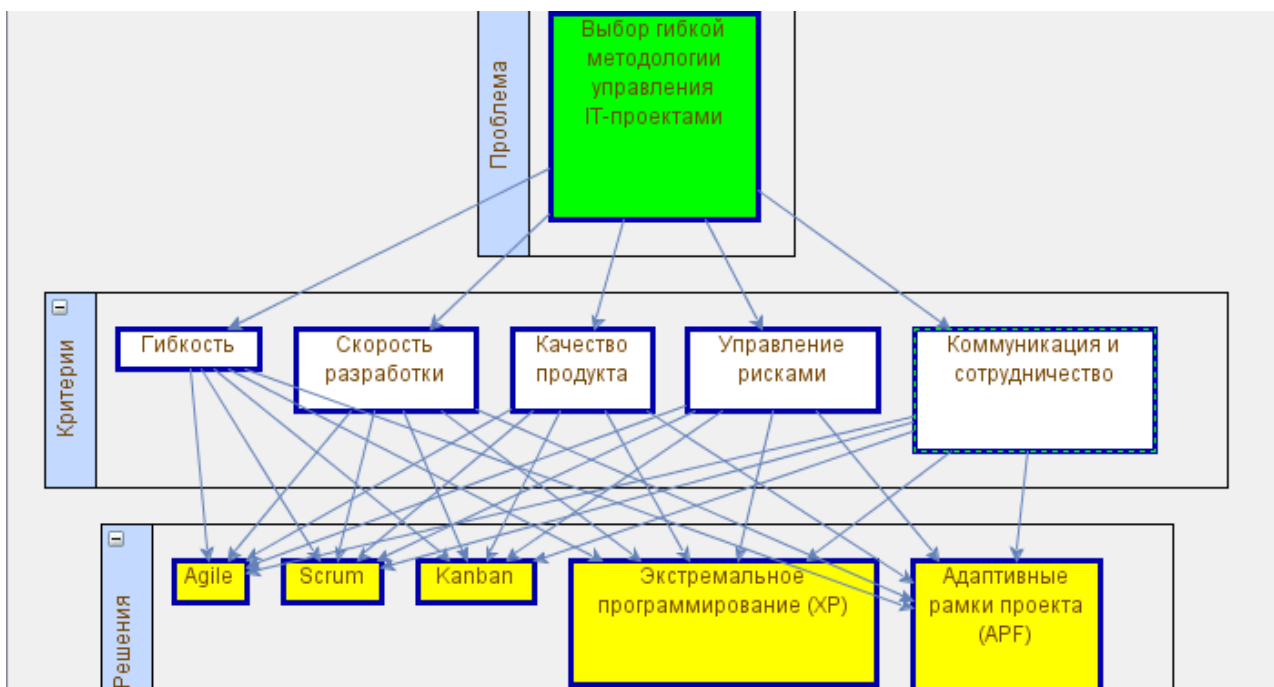 Проблема
Выбор гибкой
методологии
управления
IT-проектами
Критерии
Гибкость
Скорость
разработки
Качество
продукта
Управление
рисками
Коммуникация и
сотрудничество
Решения
Agile
Scrum
Kanban
Экстремальное
программирование (XP)
Адаптивные
рамки проекта
(APF)